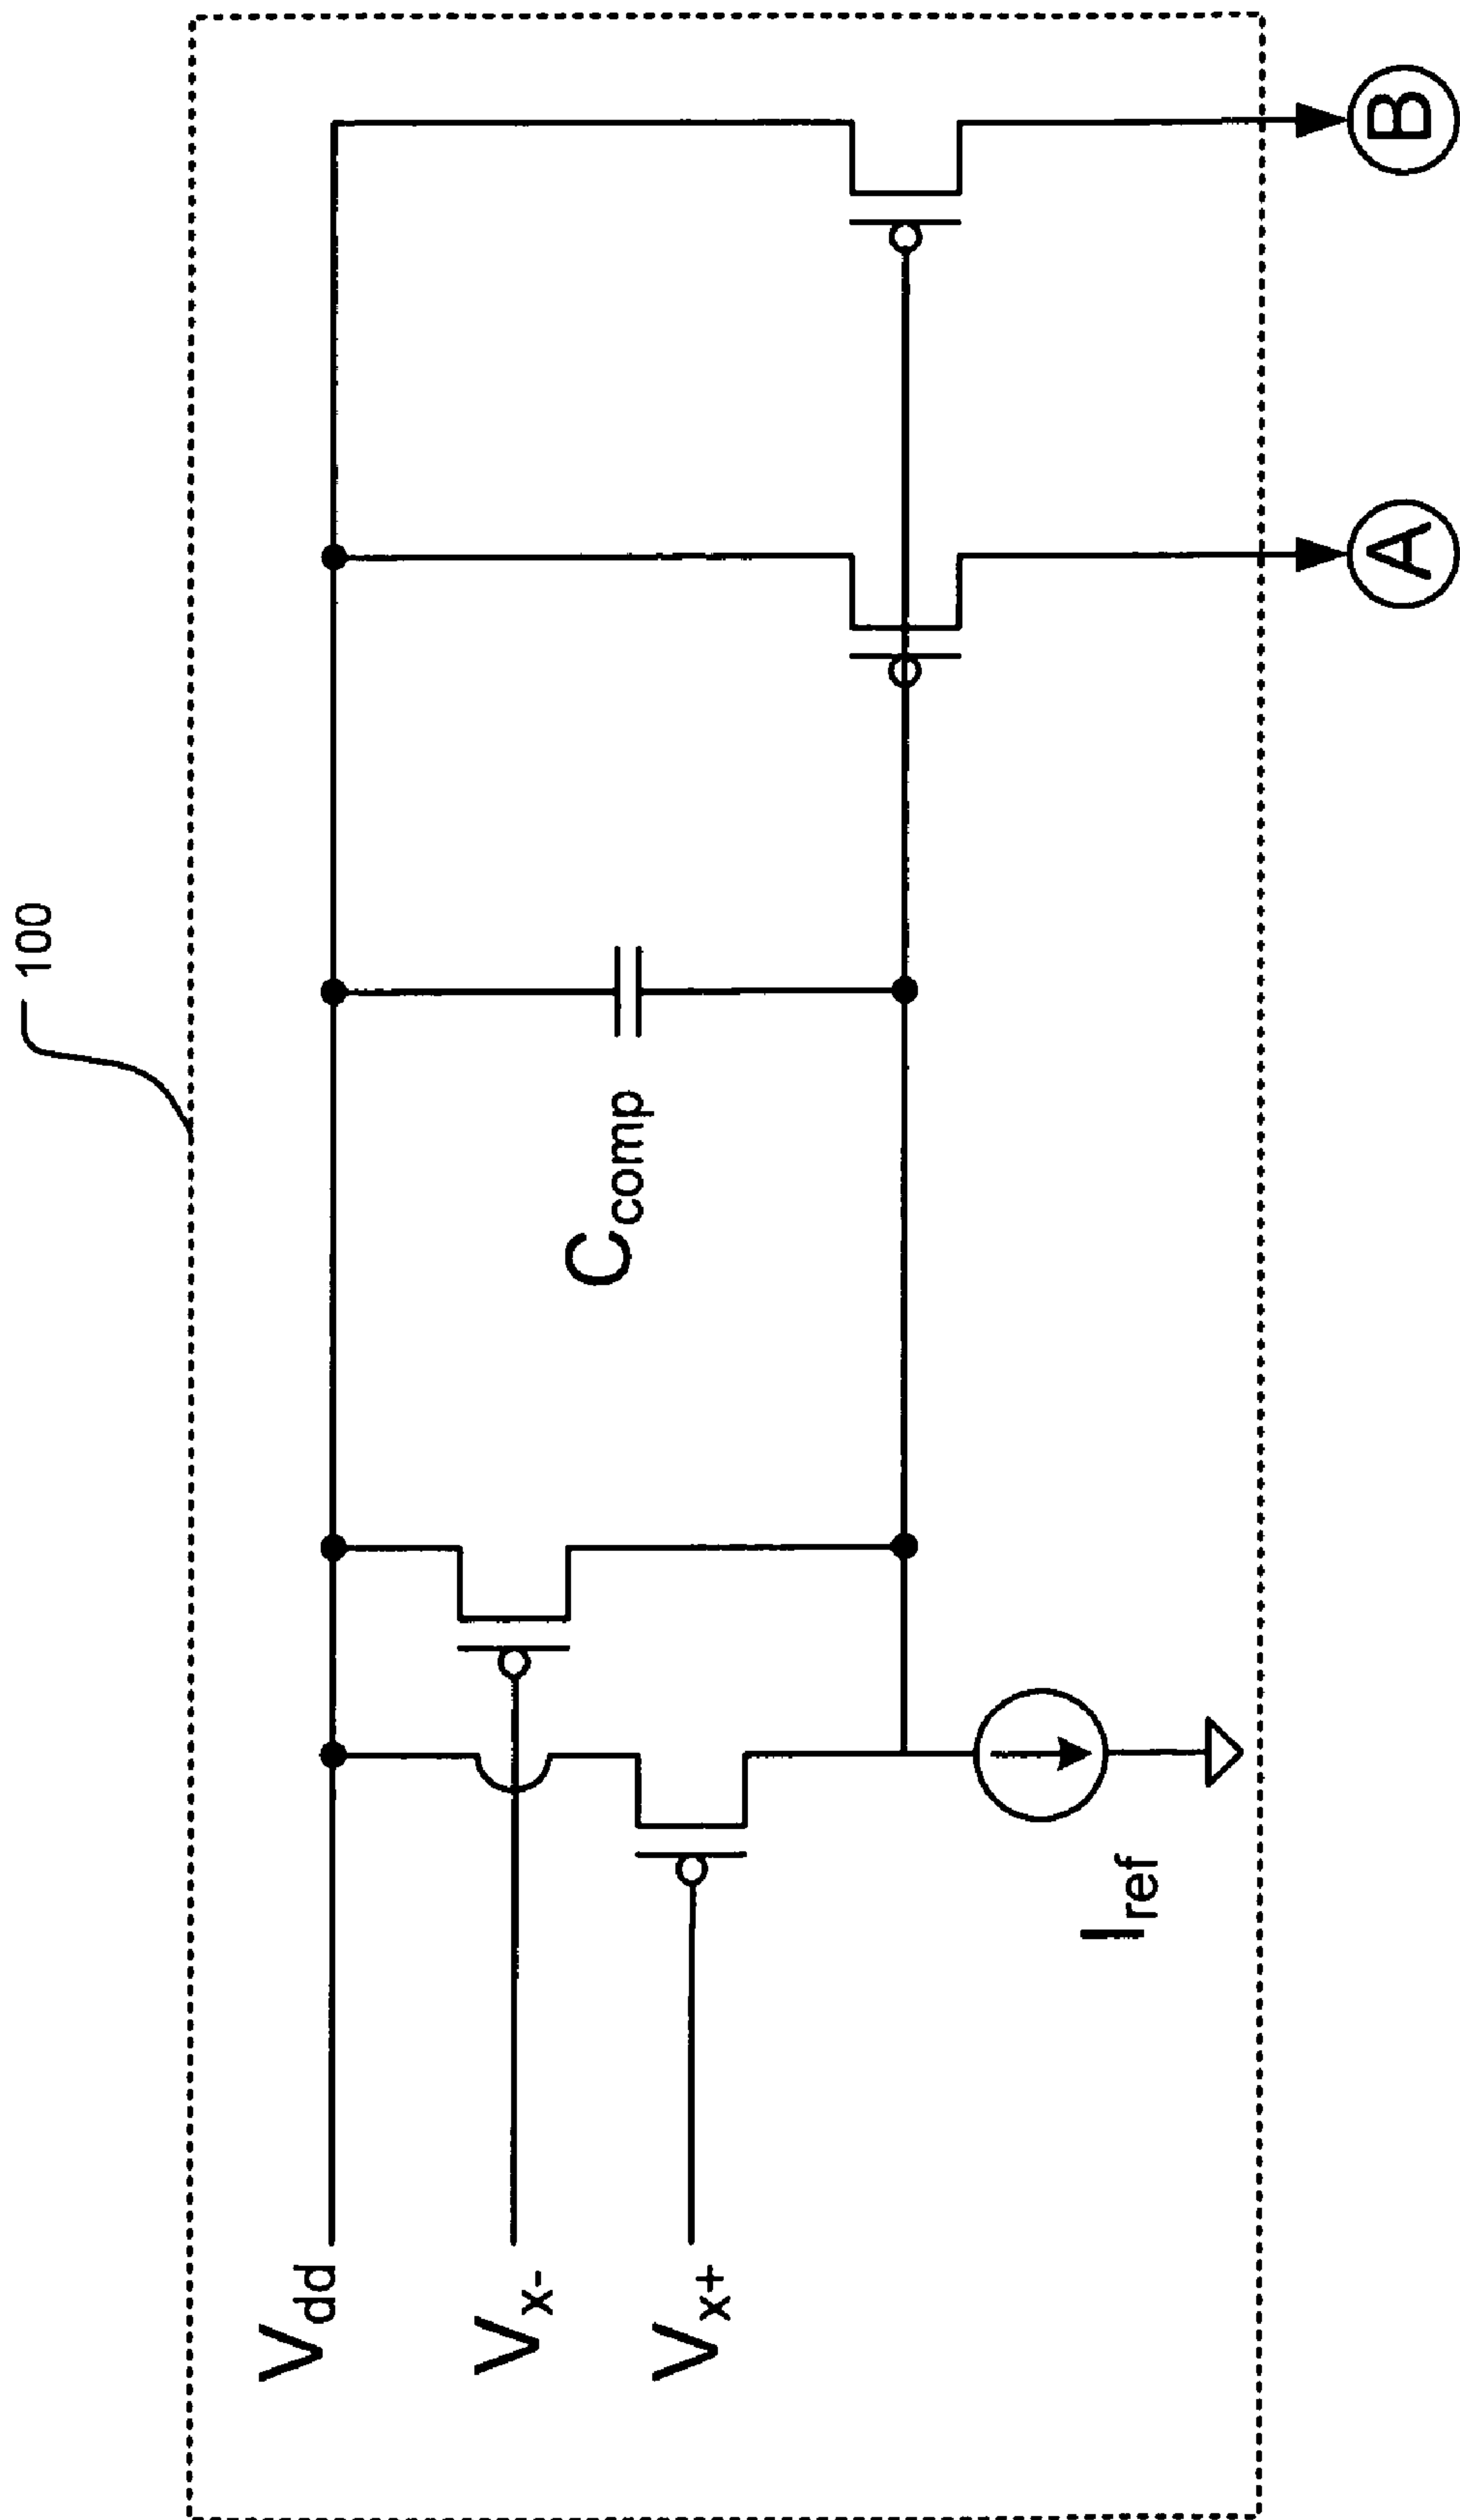 100
Vdd
Vx-
Vx+
Ccomp
Iref
A
B